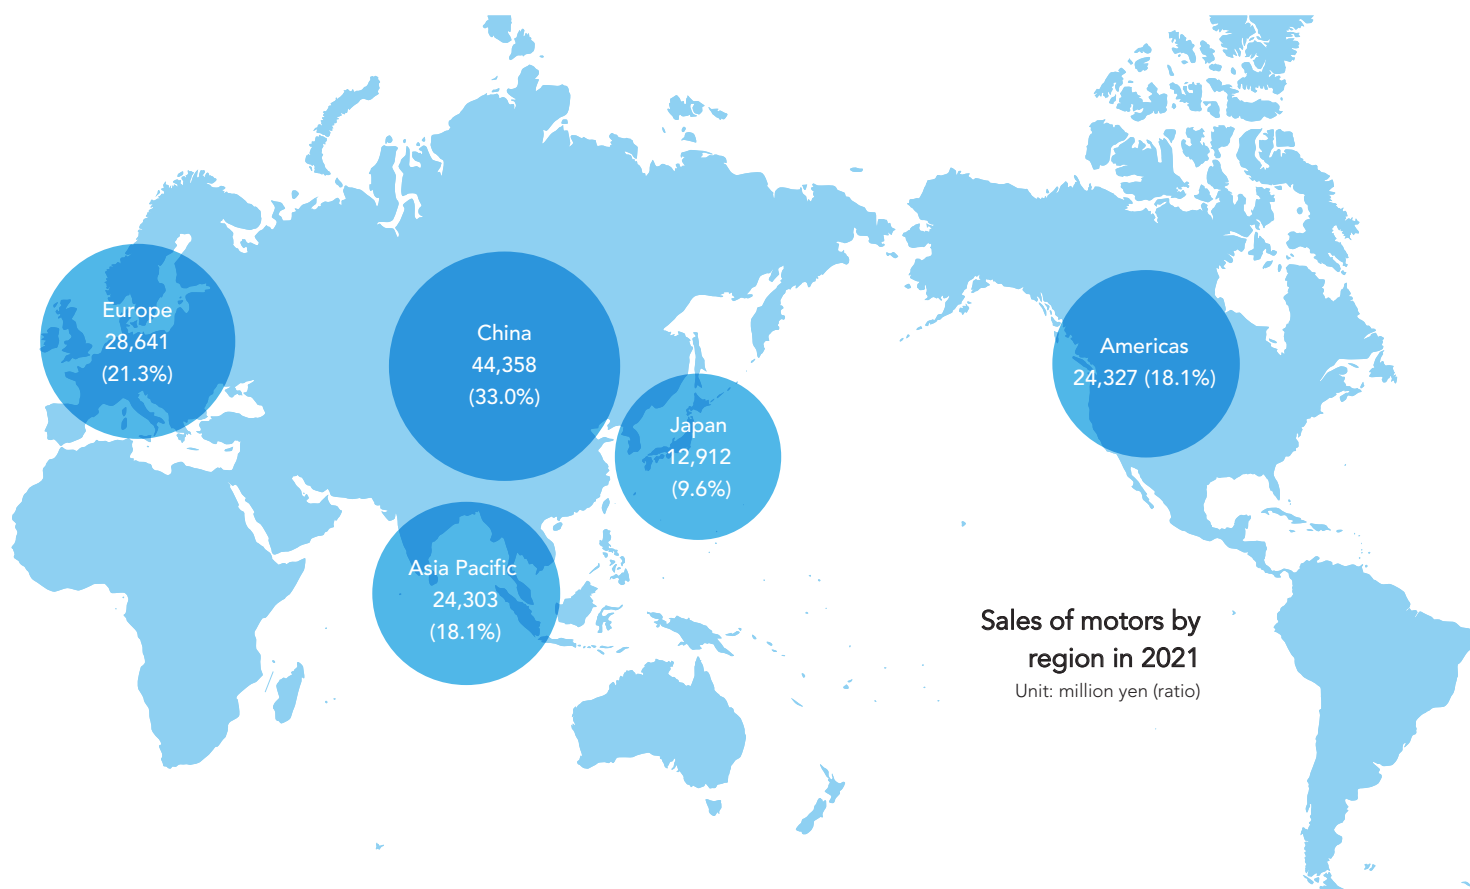 Europe
28,641
(21.3%)
China
44,358
(33.0%)
Americas
24,327 (18.1%)
Japan
12,912
(9.6%)
Asia Pacific
24,303
(18.1%)
Sales of motors by
region in 2021
Unit: million yen (ratio)